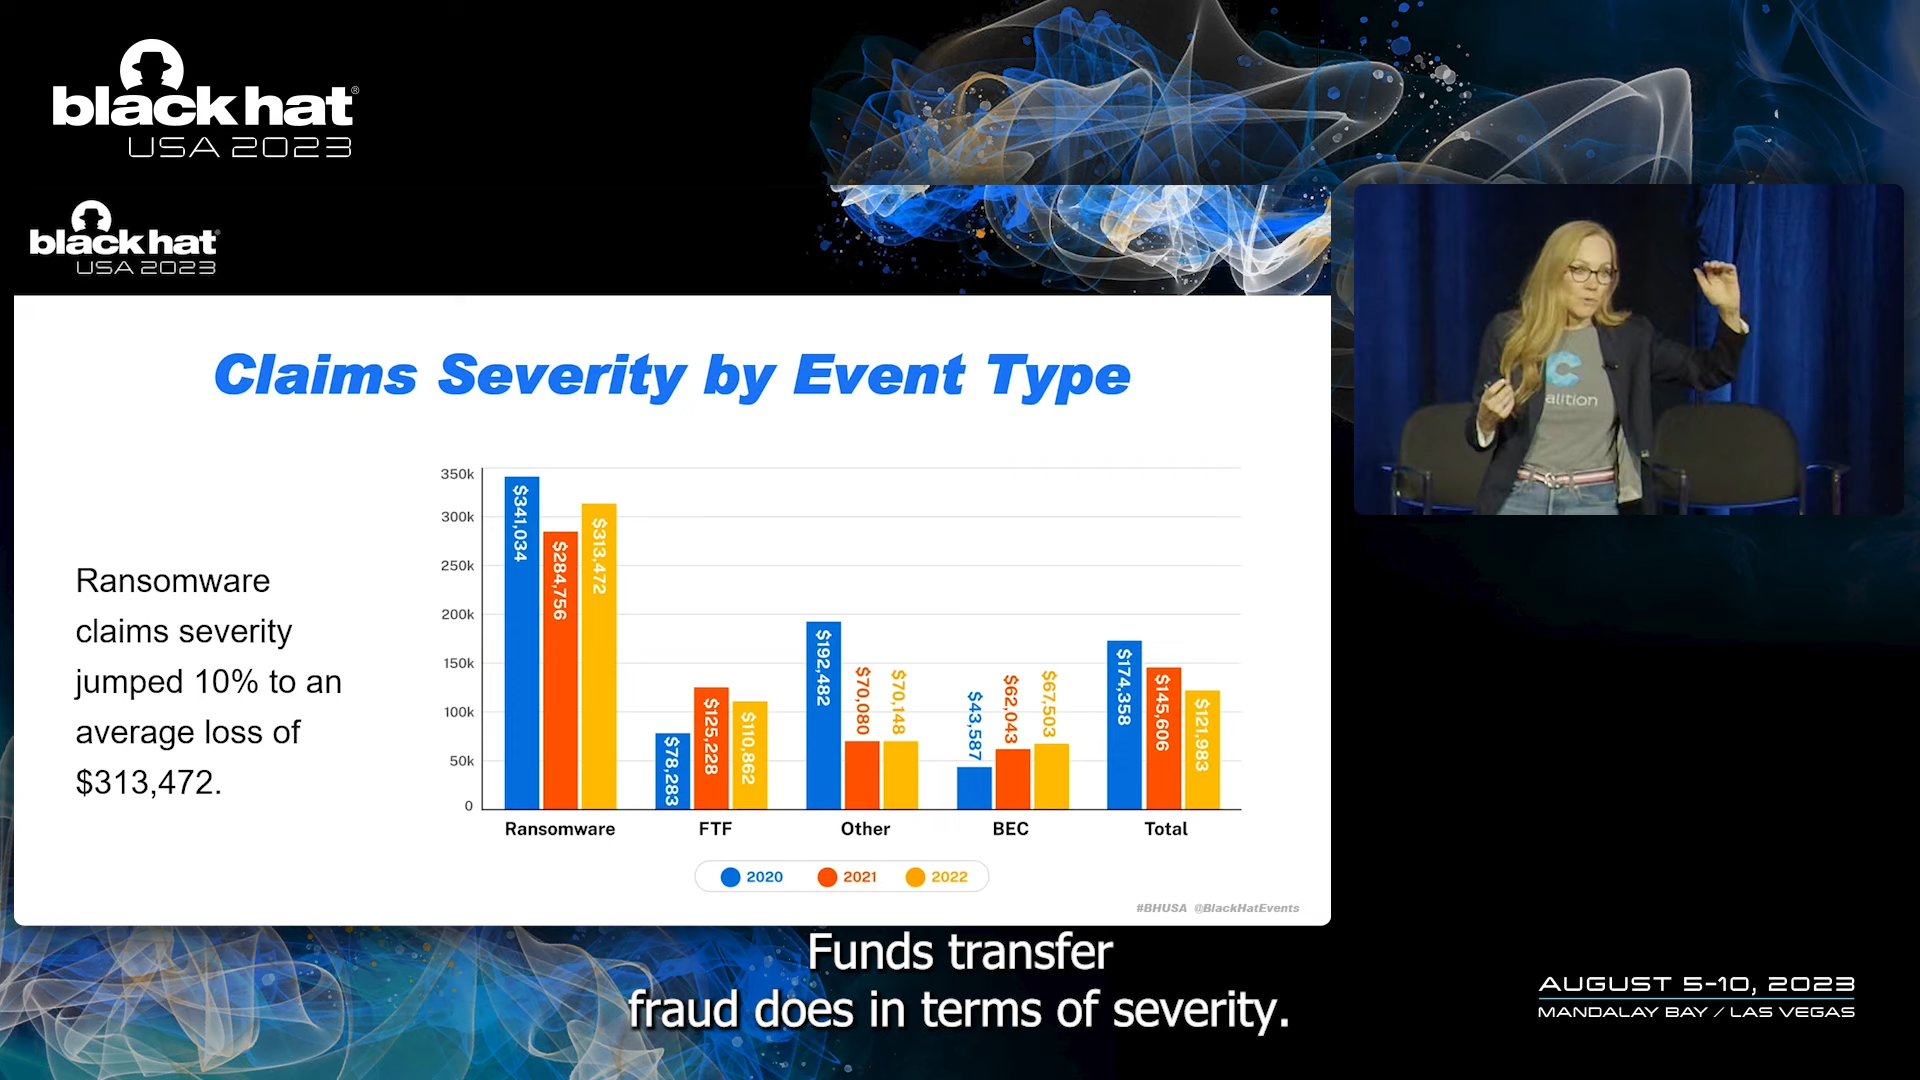 black hat®
USA 2023
black hat
USA 2023
Claims Severity by Event Type
Ransomware
claims severity
jumped 10% to an
average loss of
$313,472.
350k
300k
250k
200k
150k
100k
50k
0
$341,034
$284,756
$313,472
$78,283
$125,228
$110,862
$192,482
$70,080
$70,148
$43,587
$62,043
$67,503
$174,358
$145,606
$121,983
Ransomware
FTF
Other
BEC
Total
2020
2021
2022
#BHUSA @BlackHatEvents
alition
Funds transfer
fraud does in terms of severity.
AUGUST 5-10, 2023
MANDALAY BAY / LAS VEGAS